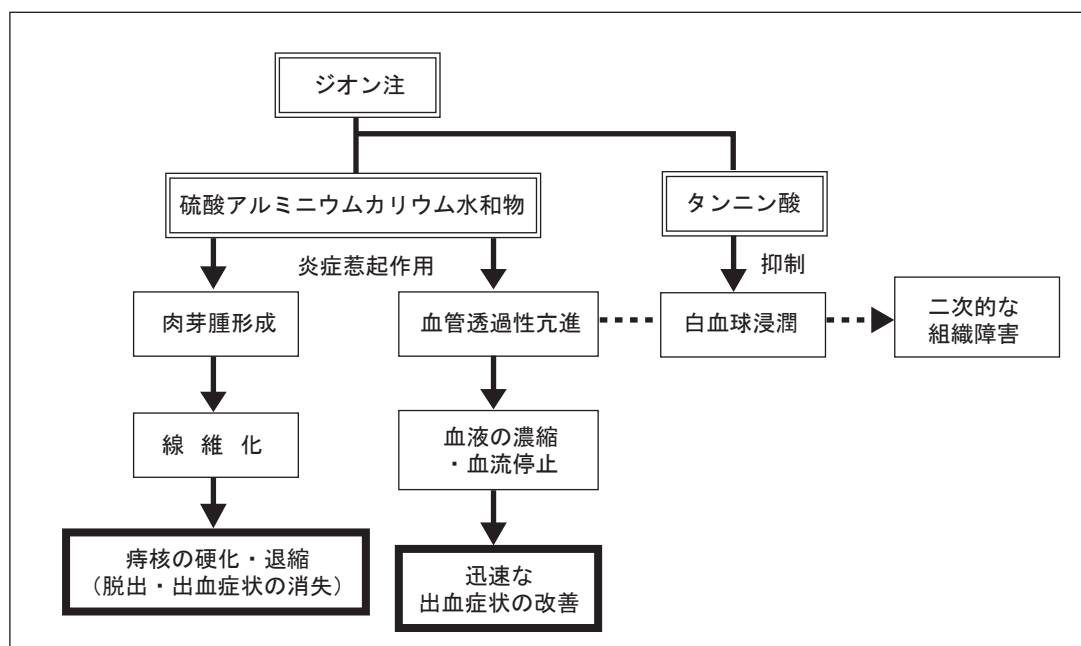 ジオン注
硫酸アルミニウムカリウム水和物
タンニン酸
炎症惹起作用
抑制
肉芽腫形成
血管透過性亢進
白血球浸潤
二次的な
組織障害
線維化
血液の濃縮
・血流停止
痔核の硬化・退縮
（脱出・出血症状の消失）
迅速な
出血症状の改善